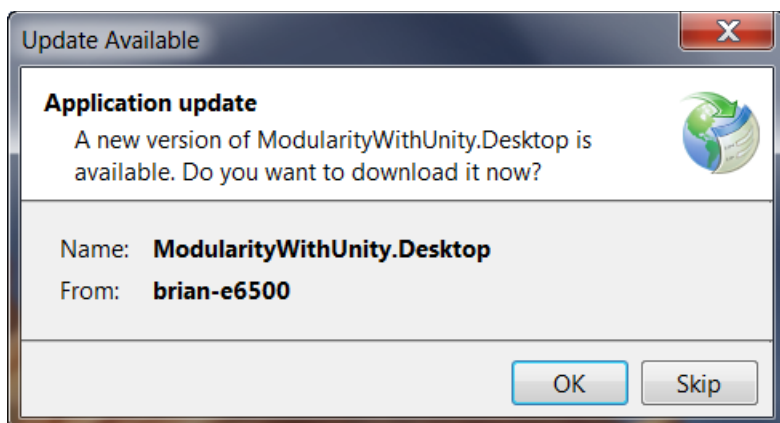 Update Available
Application update
A new version of ModularityWithUnity.Desktop is
available. Do you want to download it now?
Name: ModularityWithUnity.Desktop
From: brian-e6500
OK Skip